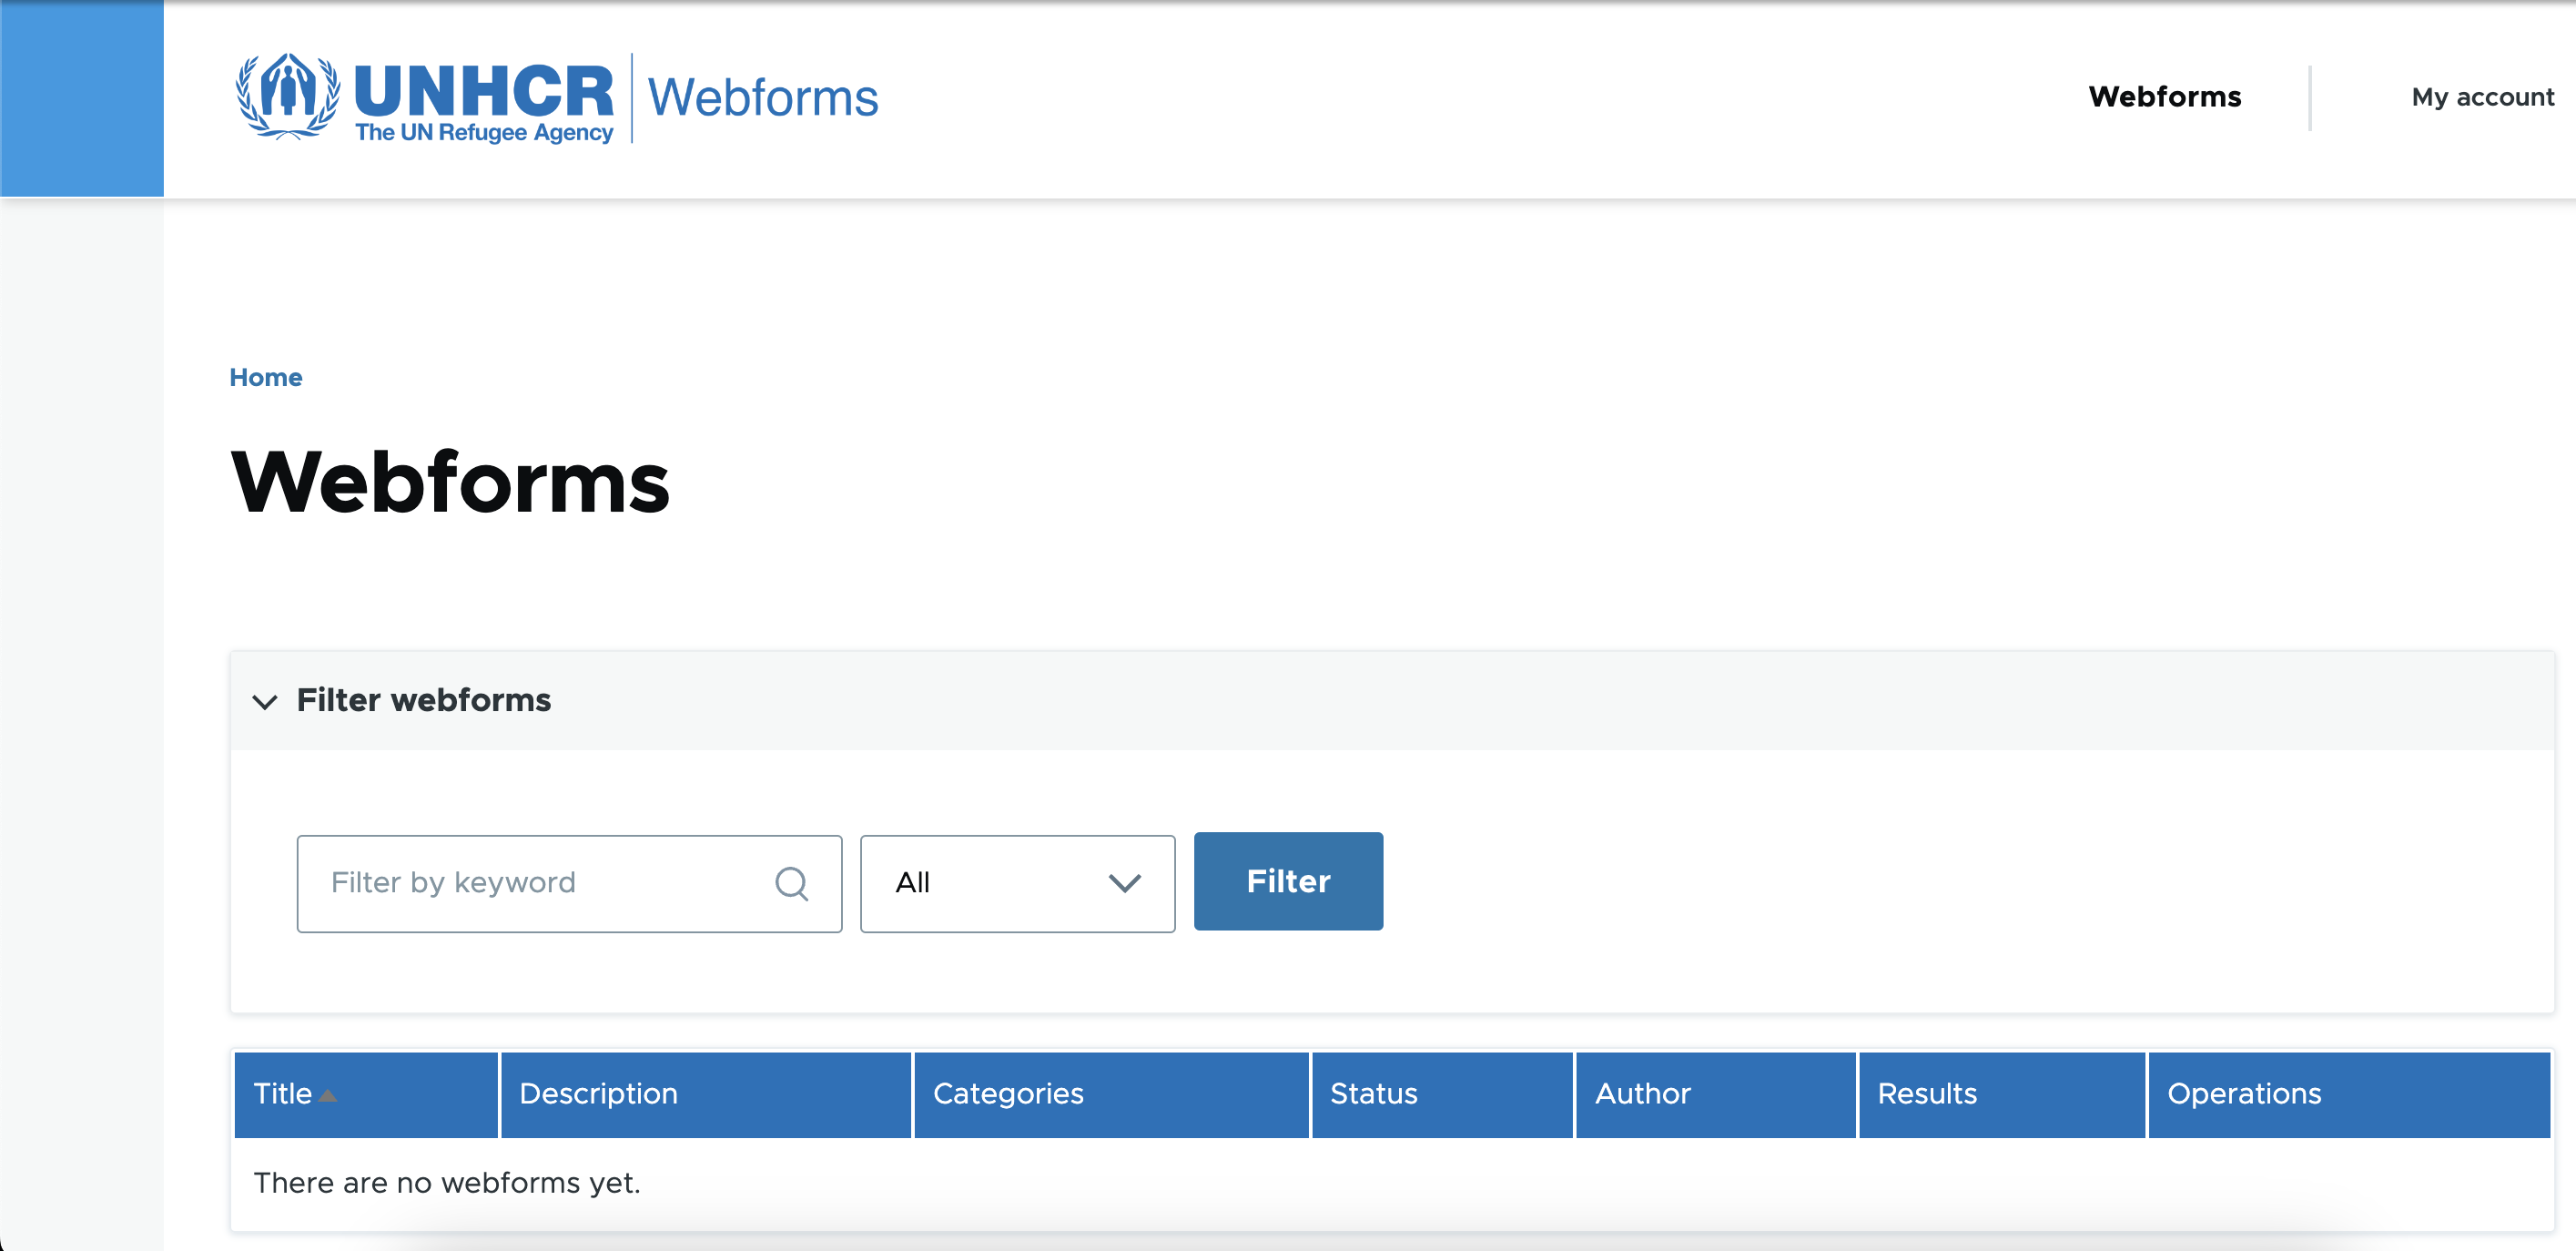 UNHCR
The UN Refugee Agency
Webforms
Webforms
My account
Home
Webforms
Filter webforms
Filter by keyword
All
Filter
Title Description Categories Status Author Results Operations
There are no webforms yet.